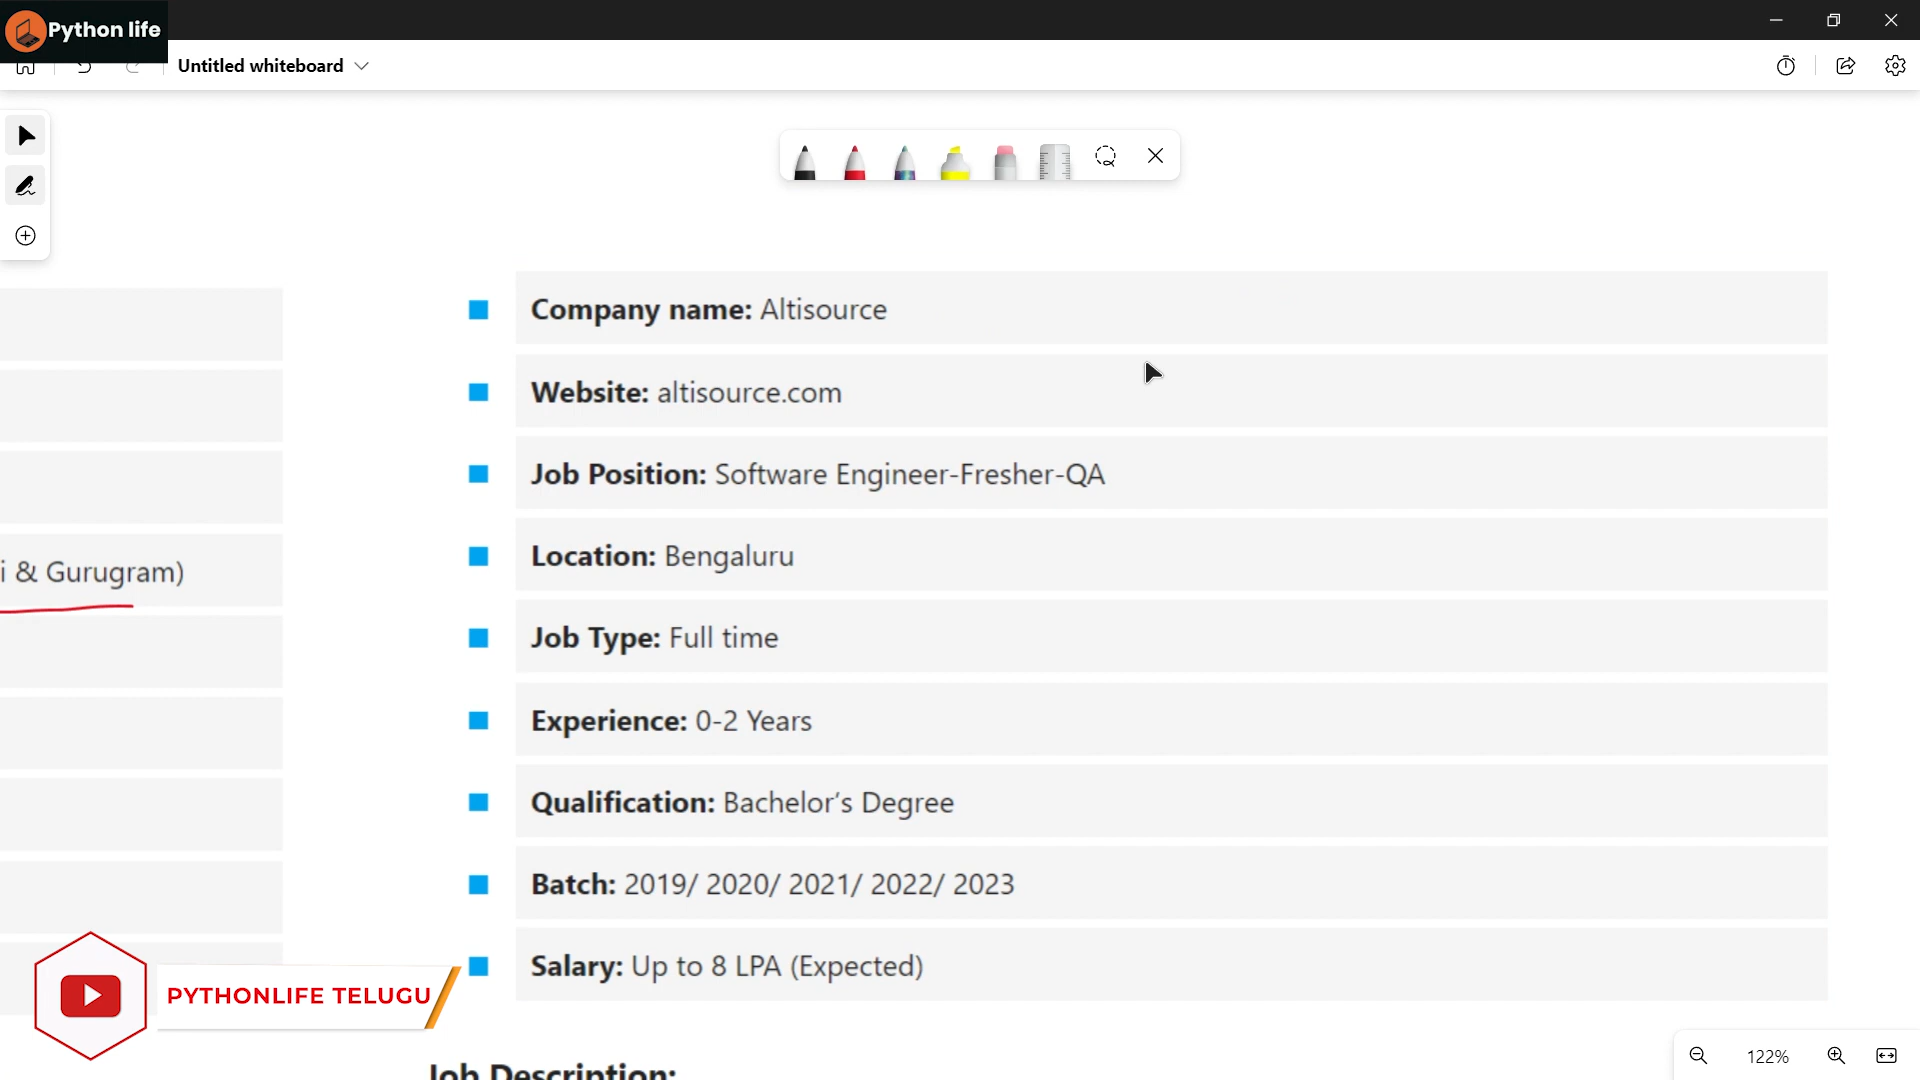 Python life
Untitled whiteboard
Company name: Altisource
Website: altisource.com
Job Position: Software Engineer-Fresher-QA
Location: Bengaluru
i & Gurugram)
Job Type: Full time
Experience: 0-2 Years
Qualification: Bachelor's Degree
Batch: 2019/ 2020/ 2021/ 2022/ 2023
Salary: Up to 8 LPA (Expected)
PYTHONLIFE TELUGU
122%
Job Description: